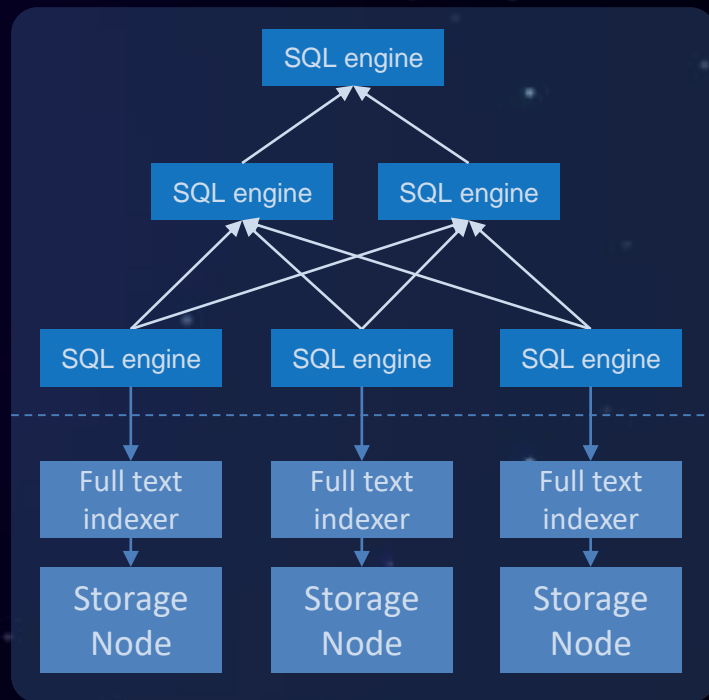 SQL engine
SQL engine
SQL engine
SQL engine
SQL engine
SQL engine
Full text
indexer
Full text
indexer
Full text
indexer
Storage
Node
Storage
Node
Storage
Node